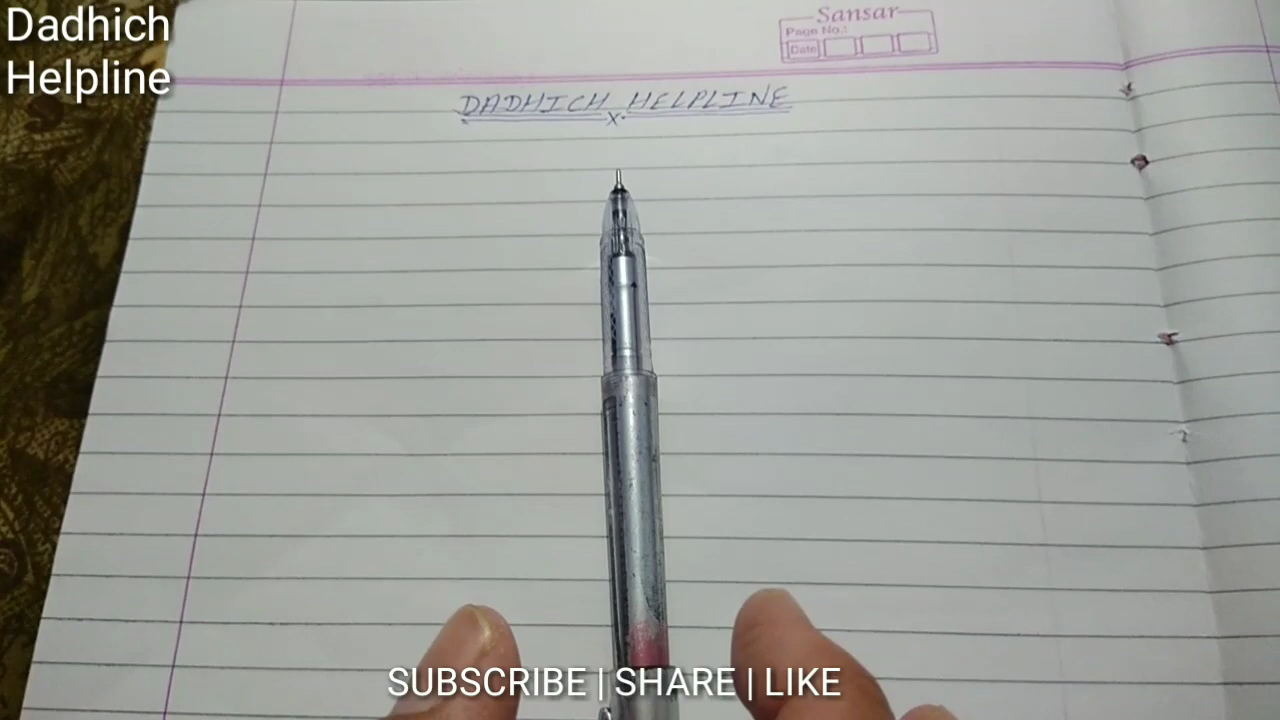 Dadhich
Helpline
Sansar
Page No.:
Date
DADHICH HELPLINE
x
SUBSCRIBE | SHARE | LIKE